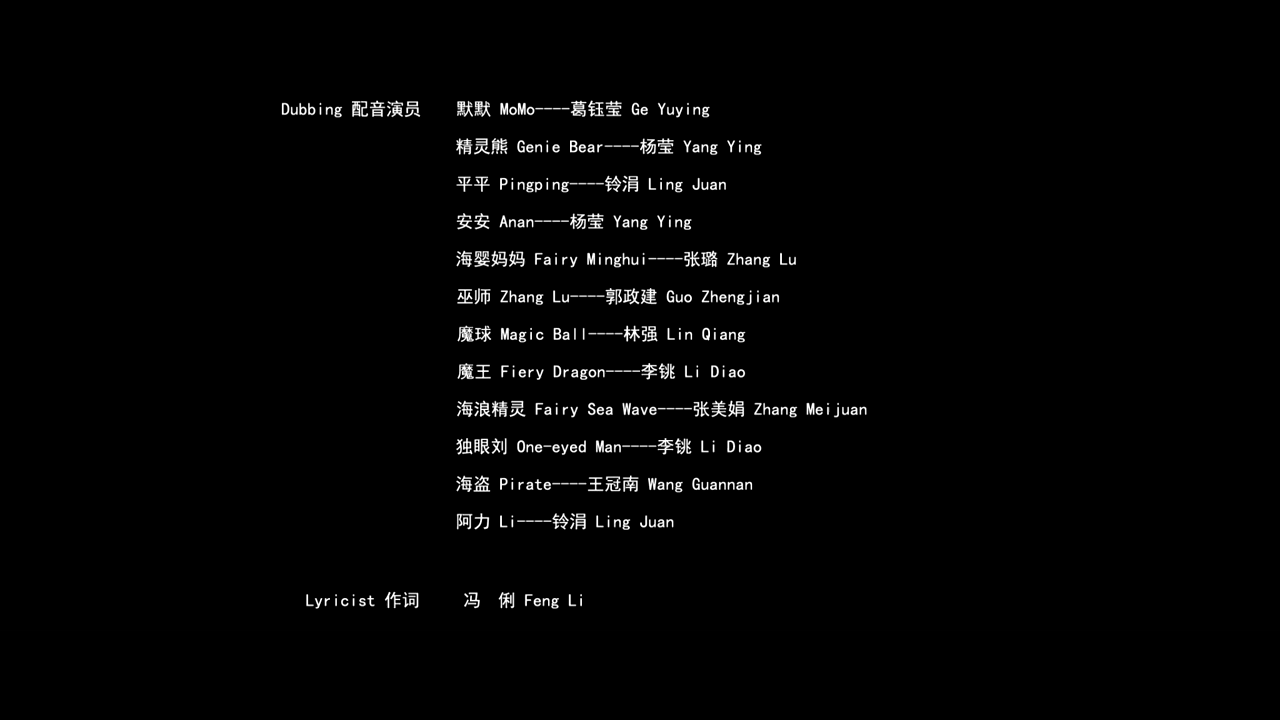 Dubbing 配音演员 默默 MoMo----葛钰莹 Ge Yuying
精灵熊 Genie Bear----杨莹 Yang Ying
平平 Pingping----铃涓 Ling Juan
安安 Anan----杨莹 Yang Ying
海婴妈妈 Fairy Minghui----张璐 Zhang Lu
巫师 Zhang Lu----郭政建 Guo Zhengjian
魔球 Magic Ball----林强 Lin Qiang
魔王 Fiery Dragon----李铫 Li Diao
海浪精灵 Fairy Sea Wave----张美娟 Zhang Meijuan
独眼刘 One-eyed Man----李铫 Li Diao
海盗 Pirate----王冠南 Wang Guannan
阿力 Li----铃涓 Ling Juan
Lyricist 作词 冯 俐 Feng Li